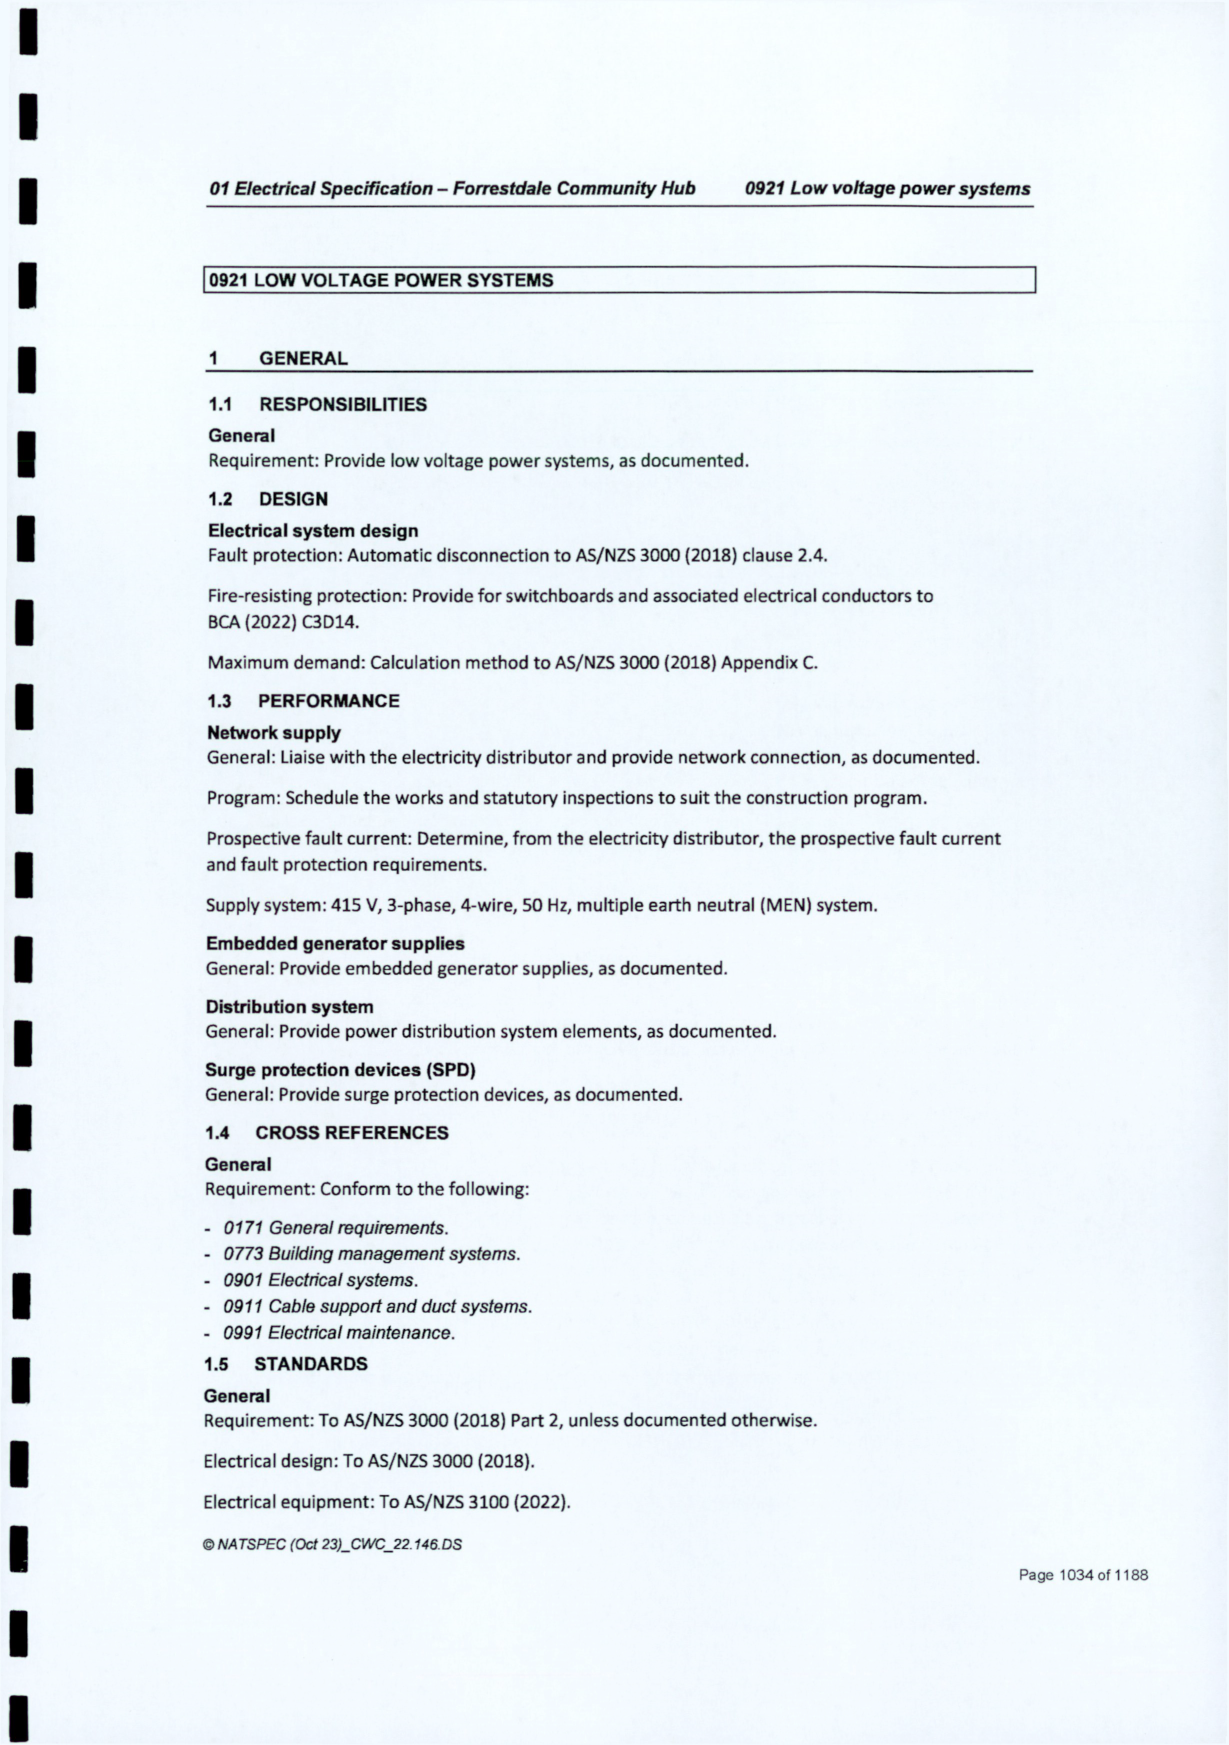 01 Electrical Specification – Forrestdale Community Hub 0921 Low voltage power systems
0921 LOW VOLTAGE POWER SYSTEMS
1 GENERAL
1.1 RESPONSIBILITIES
General
Requirement: Provide low voltage power systems, as documented.
1.2 DESIGN
Electrical system design
Fault protection: Automatic disconnection to AS/NZS 3000 (2018) clause 2.4.
Fire-resisting protection: Provide for switchboards and associated electrical conductors to
BCA (2022) C3D14.
Maximum demand: Calculation method to AS/NZS 3000 (2018) Appendix C.
1.3 PERFORMANCE
Network supply
General: Liaise with the electricity distributor and provide network connection, as documented.
Program: Schedule the works and statutory inspections to suit the construction program.
Prospective fault current: Determine, from the electricity distributor, the prospective fault current
and fault protection requirements.
Supply system: 415 V, 3-phase, 4-wire, 50 Hz, multiple earth neutral (MEN) system.
Embedded generator supplies
General: Provide embedded generator supplies, as documented.
Distribution system
General: Provide power distribution system elements, as documented.
Surge protection devices (SPD)
General: Provide surge protection devices, as documented.
1.4 CROSS REFERENCES
General
Requirement: Conform to the following:
- 0171 General requirements.
- 0773 Building management systems.
- 0901 Electrical systems.
- 0911 Cable support and duct systems.
- 0991 Electrical maintenance.
1.5 STANDARDS
General
Requirement: To AS/NZS 3000 (2018) Part 2, unless documented otherwise.
Electrical design: To AS/NZS 3000 (2018).
Electrical equipment: To AS/NZS 3100 (2022).
© NATSPEC (Oct 23)_CWC_22.146.DS
Page 1034 of 1188